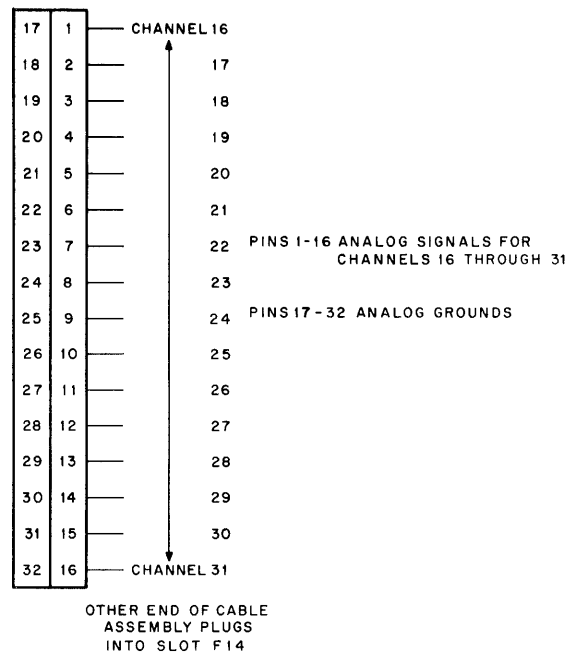 17 1 CHANNEL 16
18 2 17
19 3 18
20 4 19
21 5 20
22 6 21
23 7 22 PINS 1-16 ANALOG SIGNALS FOR
CHANNELS 16 THROUGH 31
24 8 23
25 9 24 PINS 17-32 ANALOG GROUNDS
26 10 25
27 11 26
28 12 27
29 13 28
30 14 29
31 15 30
32 16 CHANNEL 31
OTHER END OF CABLE
ASSEMBLY PLUGS
INTO SLOT F14